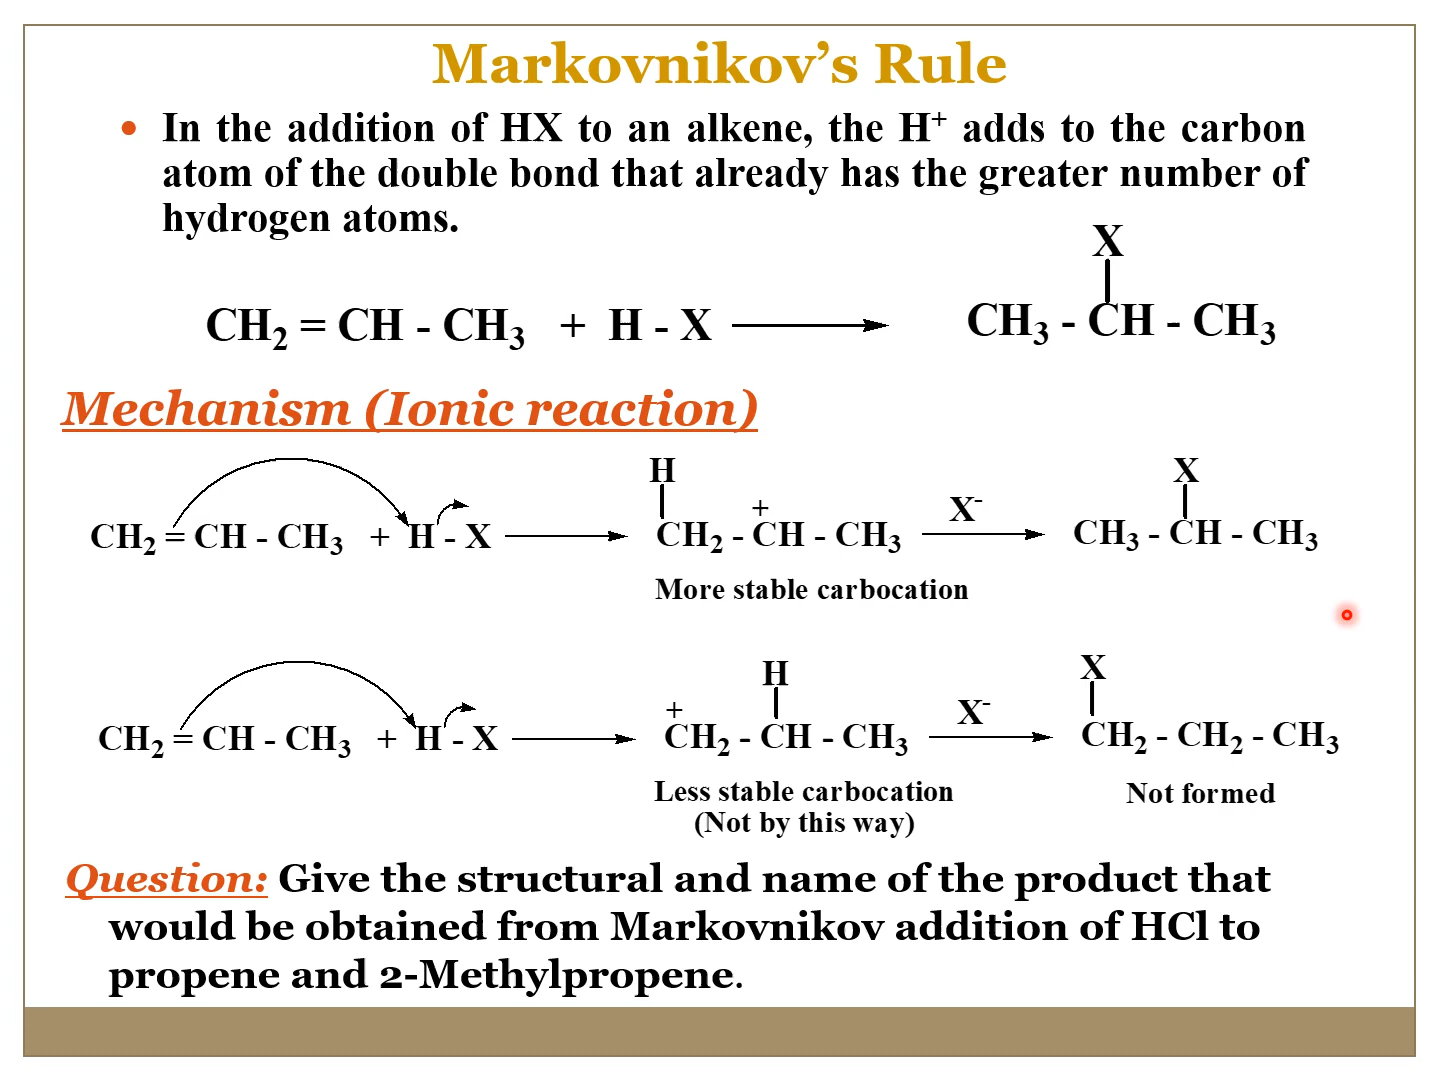 Markovnikov’s Rule
• In the addition of HX to an alkene, the H⁺ adds to the carbon
atom of the double bond that already has the greater number of
hydrogen atoms.
X
CH₂ = CH - CH₃ + H - X CH₃ - CH - CH₃
Mechanism (Ionic reaction)
H X
+ X⁻
CH₂ = CH - CH₃ + H - X CH₂ - CH - CH₃ CH₃ - CH - CH₃
More stable carbocation
H X
+ X⁻
CH₂ = CH - CH₃ + H - X CH₂ - CH - CH₃ CH₂ - CH₂ - CH₃
Less stable carbocation Not formed
(Not by this way)
Question: Give the structural and name of the product that
would be obtained from Markovnikov addition of HCl to
propene and 2-Methylpropene.